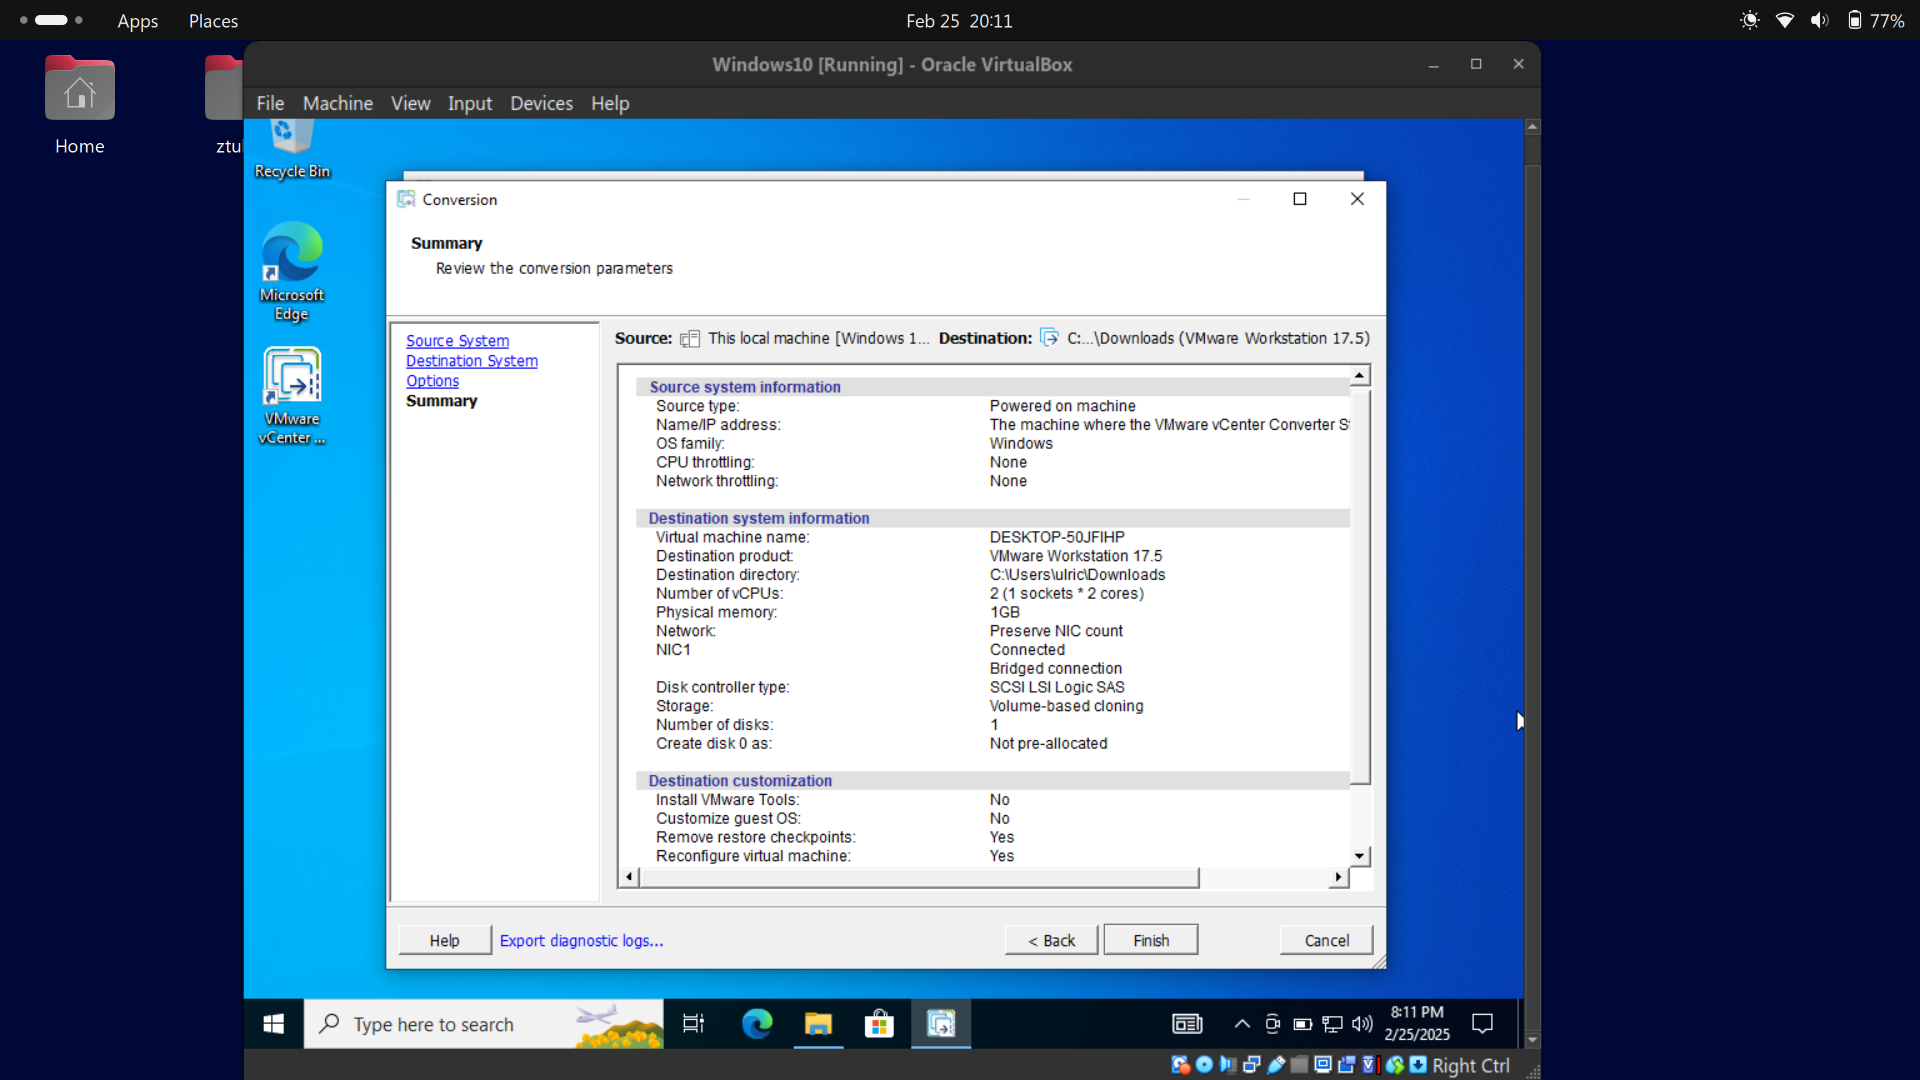 Apps Places Feb 25 20:11 77%
Home
ztul
Windows10 [Running] - Oracle VirtualBox
File Machine View Input Devices Help
Recycle Bin
Microsoft
Edge
VMware
vCenter ...
Conversion
Summary
Review the conversion parameters
Source System
Destination System
Options
Summary
Source: This local machine [Windows 1... Destination: C:...\Downloads (VMware Workstation 17.5)
Source system information
Source type: Powered on machine
Name/IP address: The machine where the VMware vCenter Converter S
OS family: Windows
CPU throttling: None
Network throttling: None
Destination system information
Virtual machine name: DESKTOP-50JFIHP
Destination product: VMware Workstation 17.5
Destination directory: C:\Users\ulric\Downloads
Number of vCPUs: 2 (1 sockets * 2 cores)
Physical memory: 1GB
Network: Preserve NIC count
NIC1 Connected
Bridged connection
Disk controller type: SCSI LSI Logic SAS
Storage: Volume-based cloning
Number of disks: 1
Create disk 0 as: Not pre-allocated
Destination customization
Install VMware Tools: No
Customize guest OS: No
Remove restore checkpoints: Yes
Reconfigure virtual machine: Yes
Help Export diagnostic logs... < Back Finish Cancel
Type here to search
8:11 PM
2/25/2025
Right Ctrl